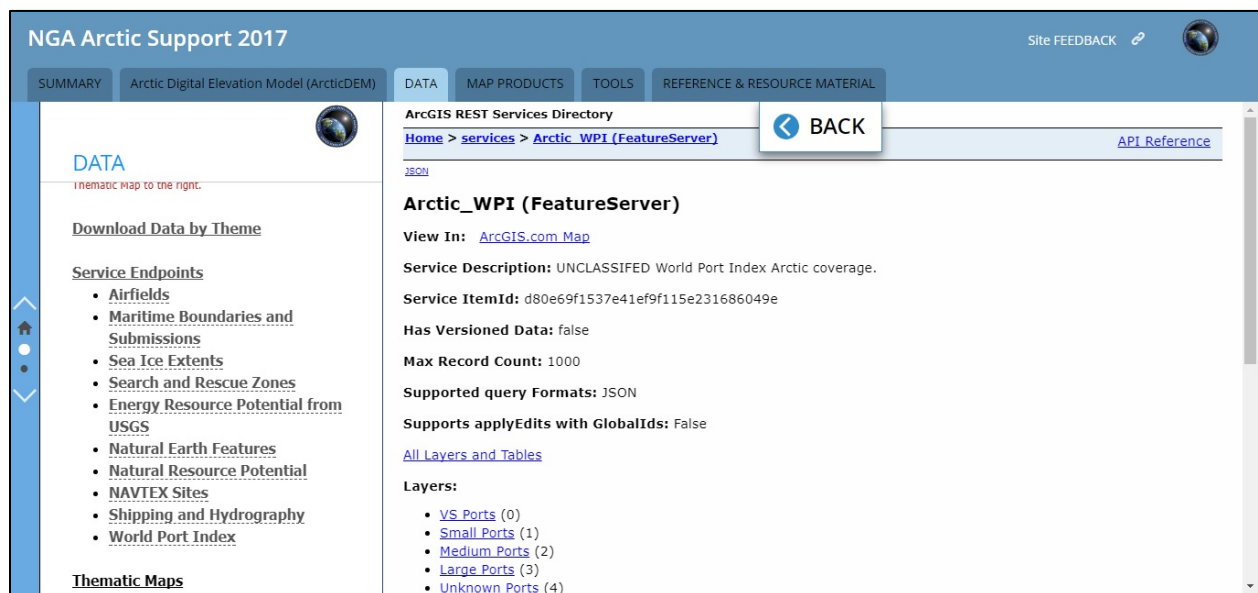 NGA Arctic Support 2017
Site FEEDBACK
SUMMARY
Arctic Digital Elevation Model (ArcticDEM)
DATA
MAP PRODUCTS
TOOLS
REFERENCE & RESOURCE MATERIAL
DATA
Thematic Map to the right.
Download Data by Theme
Service Endpoints
• Airfields
• Maritime Boundaries and
Submissions
• Sea Ice Extents
• Search and Rescue Zones
• Energy Resource Potential from
USGS
• Natural Earth Features
• Natural Resource Potential
• NAVTEX Sites
• Shipping and Hydrography
• World Port Index
Thematic Maps
ArcGIS REST Services Directory
Home > services > Arctic_WPI (FeatureServer)
BACK
API Reference
JSON
Arctic_WPI (FeatureServer)
View In: ArcGIS.com Map
Service Description: UNCLASSIFED World Port Index Arctic coverage.
Service ItemId: d80e69f1537e41ef9f115e231686049e
Has Versioned Data: false
Max Record Count: 1000
Supported query Formats: JSON
Supports applyEdits with GlobalIds: False
All Layers and Tables
Layers:
• VS Ports (0)
• Small Ports (1)
• Medium Ports (2)
• Large Ports (3)
• Unknown Ports (4)